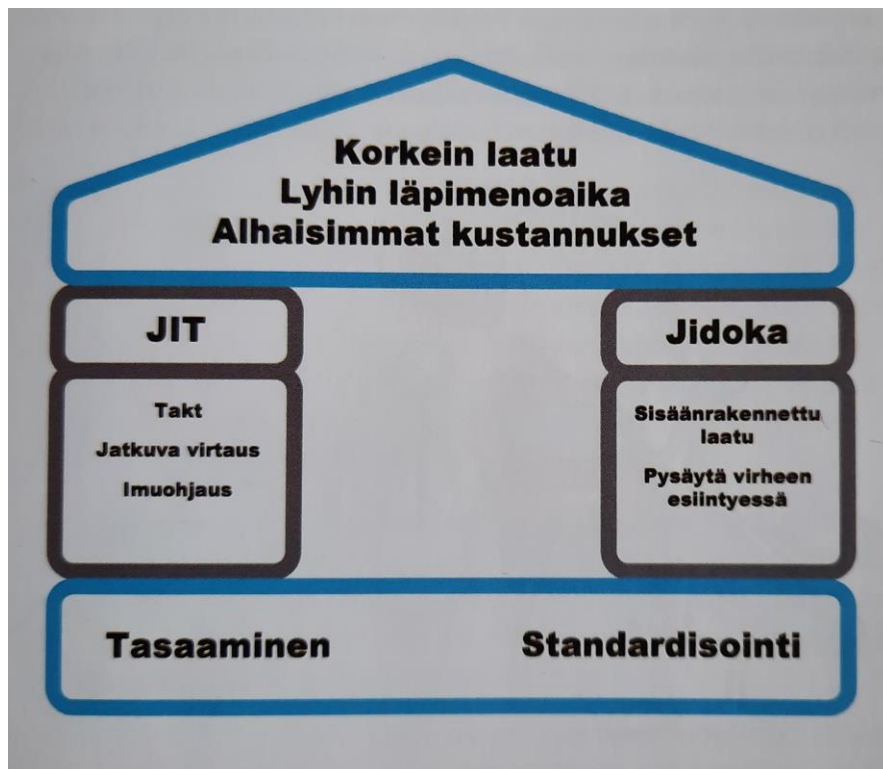 Korkein laatu
Lyhin läpimenoaika
Alhaisimmat kustannukset
JIT
Takt
Jatkuva virtaus
Imuohjaus
Jidoka
Sisäänrakennettu
laatu
Pysäytä virheen
esiintyessä
Tasaaminen
Standardisointi